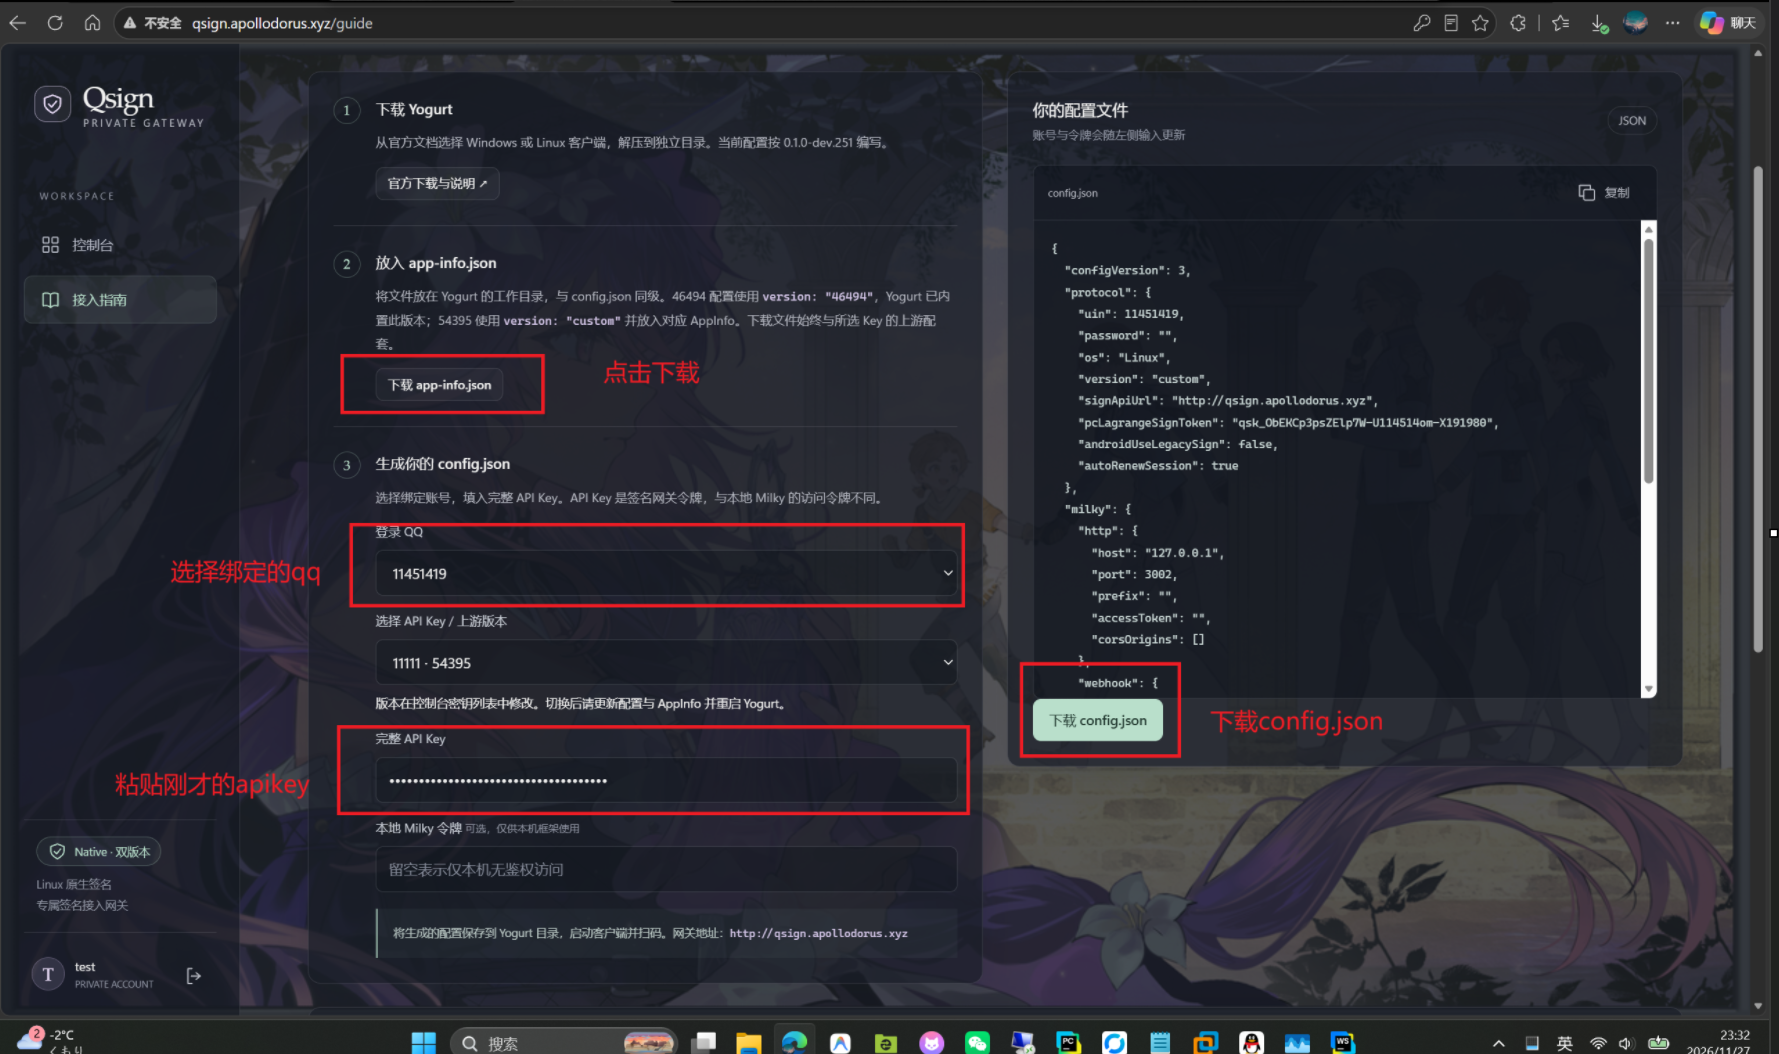 不安全 qsign.apollodorus.xyz/guide
聊天
Qsign
PRIVATE GATEWAY
WORKSPACE
控制台
接入指南
1 下载 Yogurt
从官方文档选择 Windows 或 Linux 客户端，解压到独立目录。当前配置按 0.1.0-dev.251 编写。
官方下载与说明 ↗
2 放入 app-info.json
将文件放在 Yogurt 的工作目录，与 config.json 同级。46494 配置使用 version: "46494"，Yogurt 已内
置此版本；54395 使用 version: "custom" 并放入对应 AppInfo。下载文件始终与所选 Key 的上游配
套。
下载 app-info.json
点击下载
3 生成你的 config.json
选择绑定账号，填入完整 API Key。API Key 是签名网关令牌，与本地 Milky 的访问令牌不同。
登录 QQ
11451419
选择绑定的qq
选择 API Key / 上游版本
11111 · 54395
版本在控制台密钥列表中修改。切换后请更新配置与 AppInfo 并重启 Yogurt。
完整 API Key
••••••••••••••••••••••••••••••••••••
粘贴刚才的apikey
本地 Milky 令牌 可选，仅供本机框架使用
留空表示仅本机无鉴权访问
将生成的配置保存到 Yogurt 目录，启动客户端并扫码。网关地址：http://qsign.apollodorus.xyz
你的配置文件
账号与令牌会随左侧输入更新
JSON
config.json
复制
{
"configVersion": 3,
"protocol": {
"uin": 11451419,
"password": "",
"os": "Linux",
"version": "custom",
"signApiUrl": "http://qsign.apollodorus.xyz",
"pcLagrangeSignToken": "qsk_ObEKCp3psZElp7W-U114514om-X191980",
"androidUseLegacySign": false,
"autoRenewSession": true
},
"milky": {
"http": {
"host": "127.0.0.1",
"port": 3002,
"prefix": "",
"accessToken": "",
"corsOrigins": []
},
"webhook": {
下载 config.json
下载config.json
Native · 双版本
Linux 原生签名
专属签名接入网关
T
test
PRIVATE ACCOUNT
2
-2°C
くもり
搜索
PC
WS
英
23:32
2026/11/27